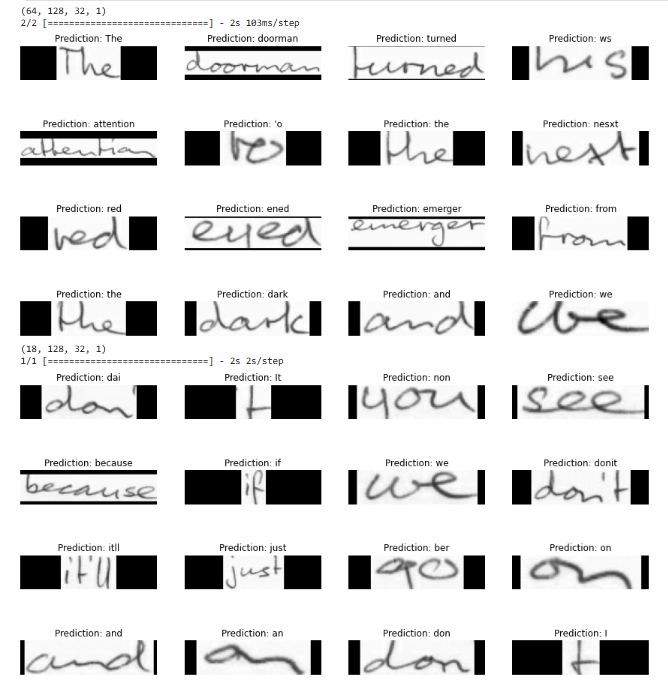 (64, 128, 32, 1)
2/2 [==============================] - 2s 103ms/step
Prediction: The Prediction: doorman Prediction: turned Prediction: ws
The doorman turned his
Prediction: attention Prediction: 'o Prediction: the Prediction: nesxt
attention to the next
Prediction: red Prediction: ened Prediction: emerger Prediction: from
red eyed emerger from
Prediction: the Prediction: dark Prediction: and Prediction: we
the dark and we
(18, 128, 32, 1)
1/1 [==============================] - 2s 2s/step
Prediction: dai Prediction: It Prediction: non Prediction: see
don' t you see
Prediction: because Prediction: if Prediction: we Prediction: donit
because if we don't
Prediction: itll Prediction: just Prediction: ber Prediction: on
it'll just go on
Prediction: and Prediction: an Prediction: don Prediction: I
and on don t